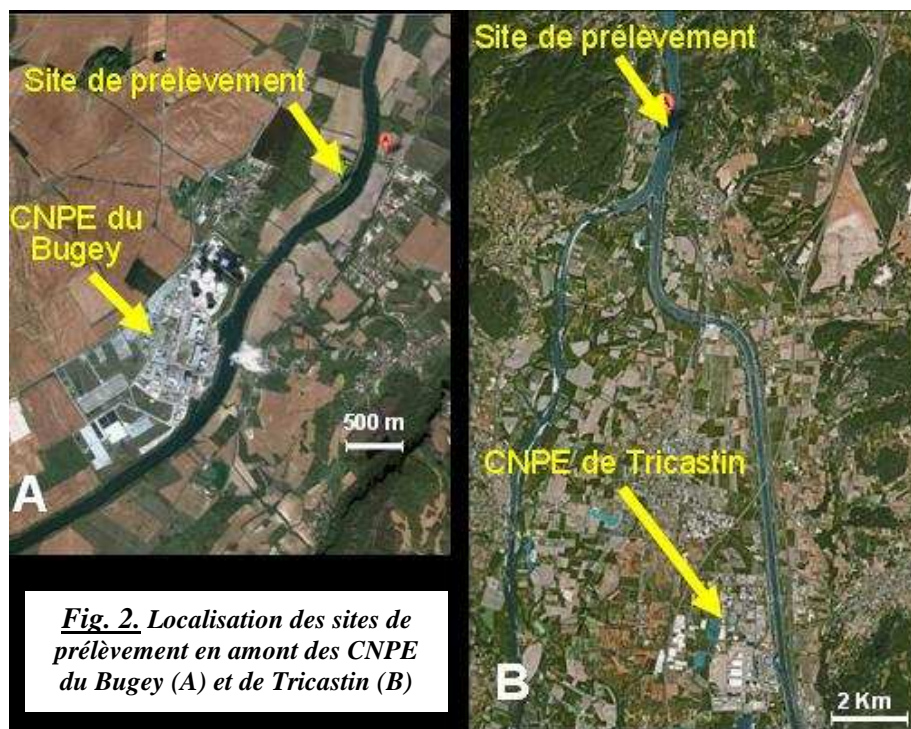 Site de prélèvement
CNPE du
Bugey
500 m
A
Fig. 2. Localisation des sites de
prélèvement en amont des CNPE
du Bugey (A) et de Tricastin (B)
Site de prélèvement
CNPE de Tricastin
B
2 Km